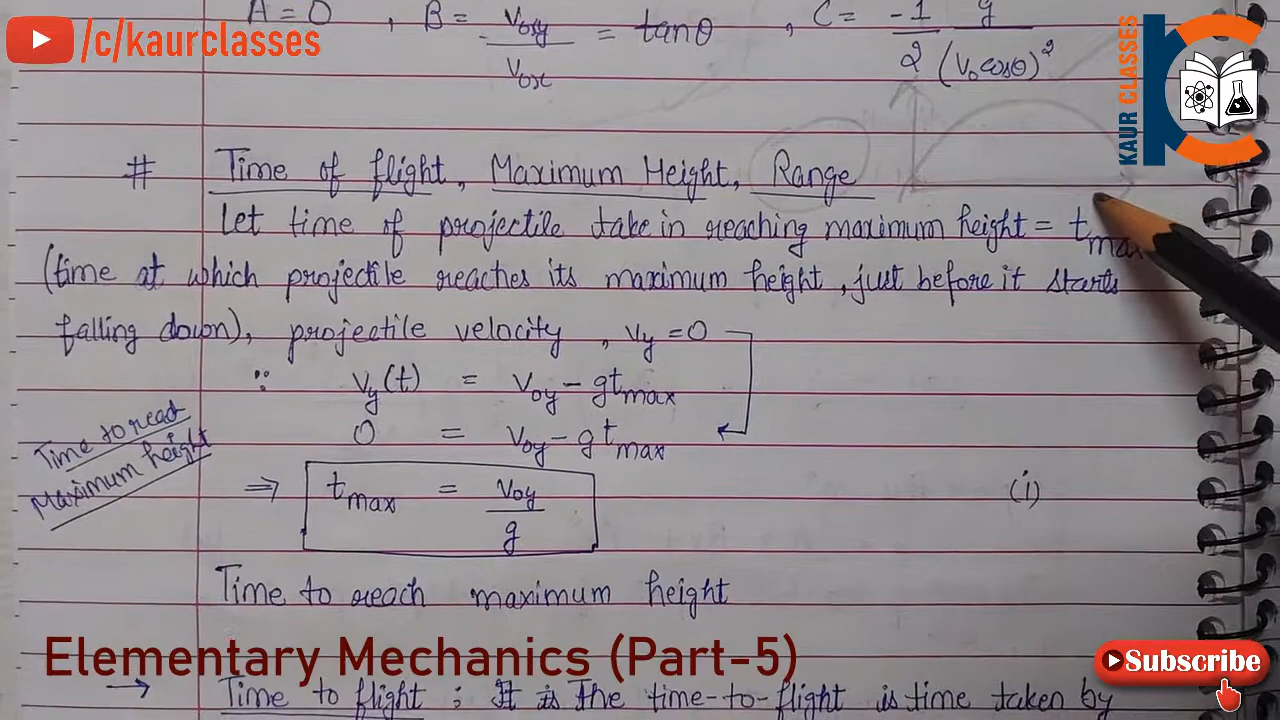 /c/kaurclasses
A = 0 , B = v₀y / v₀x = tanθ , C = -1/2 g/(v₀ cosθ)²
KAUR CLASSES
# Time of flight, Maximum Height, Range
Let time of projectile take in reaching maximum height = tmax
(time at which projectile reaches its maximum height, just before it starts
falling down), projectile velocity , vy = 0
∵ vy(t) = v₀y - gtmax
0 = v₀y - gtmax
Time to reach
Maximum height
⇒ tmax = v₀y / g (i)
Time to reach maximum height
Elementary Mechanics (Part-5)
Subscribe
→ Time to flight ; It is The time-to-flight is time taken by